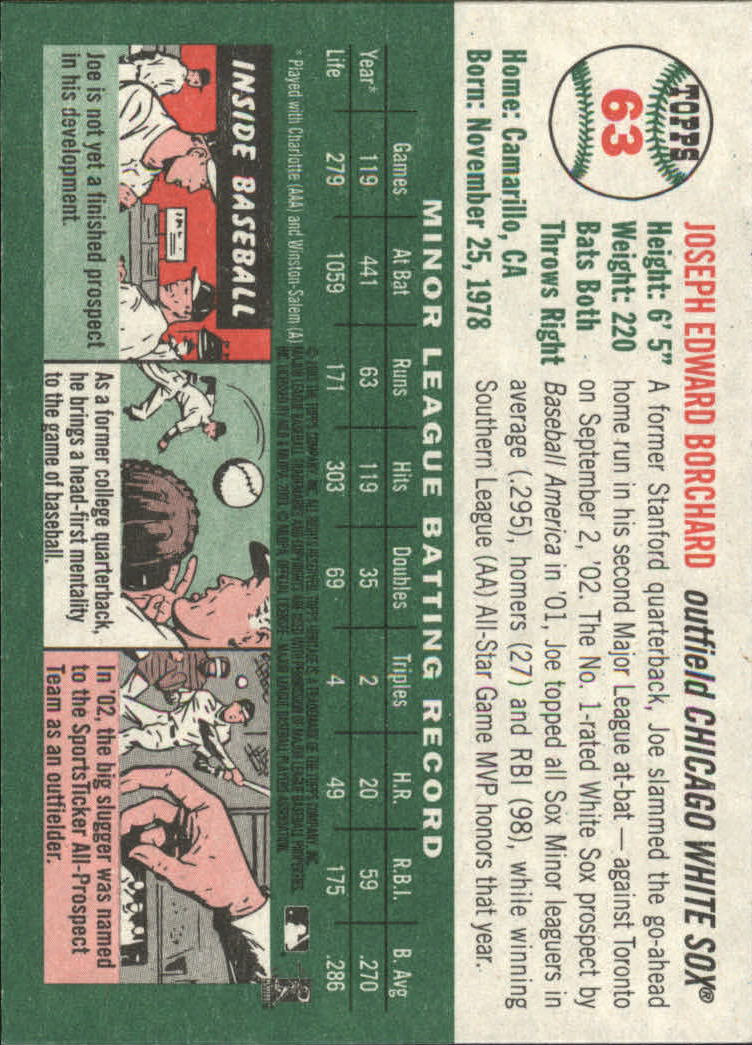 TOPPS
63
JOSEPH EDWARD BORCHARD outfield CHICAGO WHITE SOX®
Height: 6' 5"
Weight: 220
Bats Both
Throws Right
Home: Camarillo, CA
Born: November 25, 1978
A former Stanford quarterback, Joe slammed the go-ahead
home run in his second Major League at-bat — against Toronto
on September 2, '02. The No. 1-rated White Sox prospect by
Baseball America in '01, Joe topped all Sox Minor leaguers in
average (.295), homers (27) and RBI (98), while winning
Southern League (AA) All-Star Game MVP honors that year.
MINOR LEAGUE BATTING RECORD
Games At Bat Runs Hits Doubles Triples H.R. R.B.I. B. Avg
Year* 119 441 63 119 35 2 20 59 .270
Life 279 1059 171 303 69 4 49 175 .286
* Played with Charlotte (AAA) and Winston-Salem (A)
INSIDE BASEBALL
Joe is not yet a finished prospect
in his development.
As a former college quarterback,
he brings a head-first mentality
to the game of baseball.
In '02, the big slugger was named
to the SportsTicker All-Prospect
Team as an outfielder.